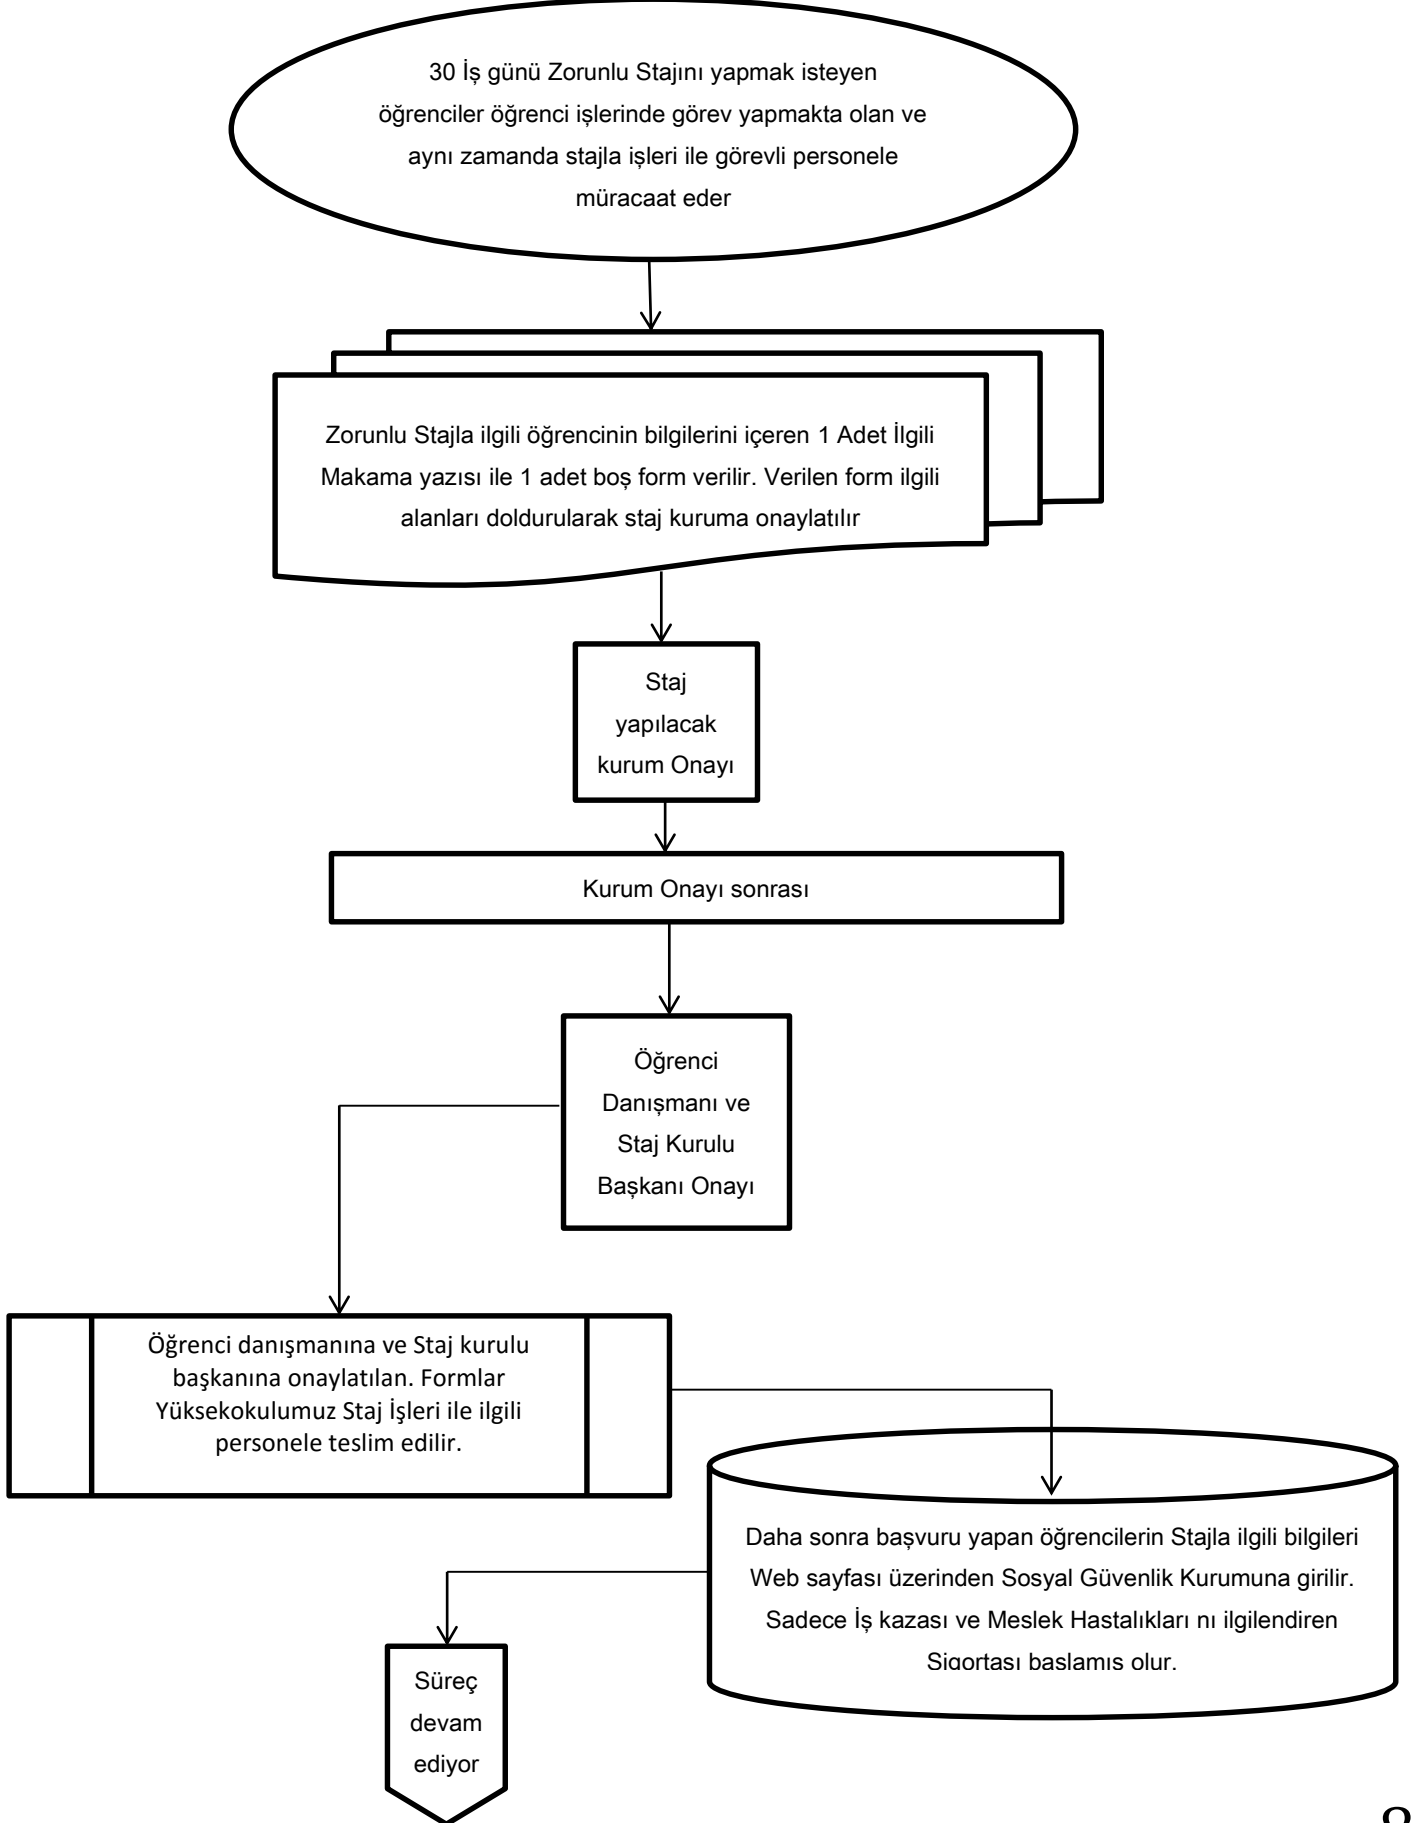 30 İş günü Zorunlu Stajını yapmak isteyen
öğrenciler öğrenci işlerinde görev yapmakta olan ve
aynı zamanda stajla işleri ile görevli personele
müracaat eder
Zorunlu Stajla ilgili öğrencinin bilgilerini içeren 1 Adet İlgili
Makama yazısı ile 1 adet boş form verilir. Verilen form ilgili
alanları doldurularak staj kuruma onaylatılır
Staj
yapılacak
kurum Onayı
Kurum Onayı sonrası
Öğrenci
Danışmanı ve
Staj Kurulu
Başkanı Onayı
Öğrenci danışmanına ve Staj kurulu
başkanına onaylatılan. Formlar
Yüksekokulumuz Staj İşleri ile ilgili
personele teslim edilir.
Daha sonra başvuru yapan öğrencilerin Stajla ilgili bilgileri
Web sayfası üzerinden Sosyal Güvenlik Kurumuna girilir.
Sadece İş kazası ve Meslek Hastalıkları nı ilgilendiren
Sigortası başlamış olur.
Süreç
devam
ediyor